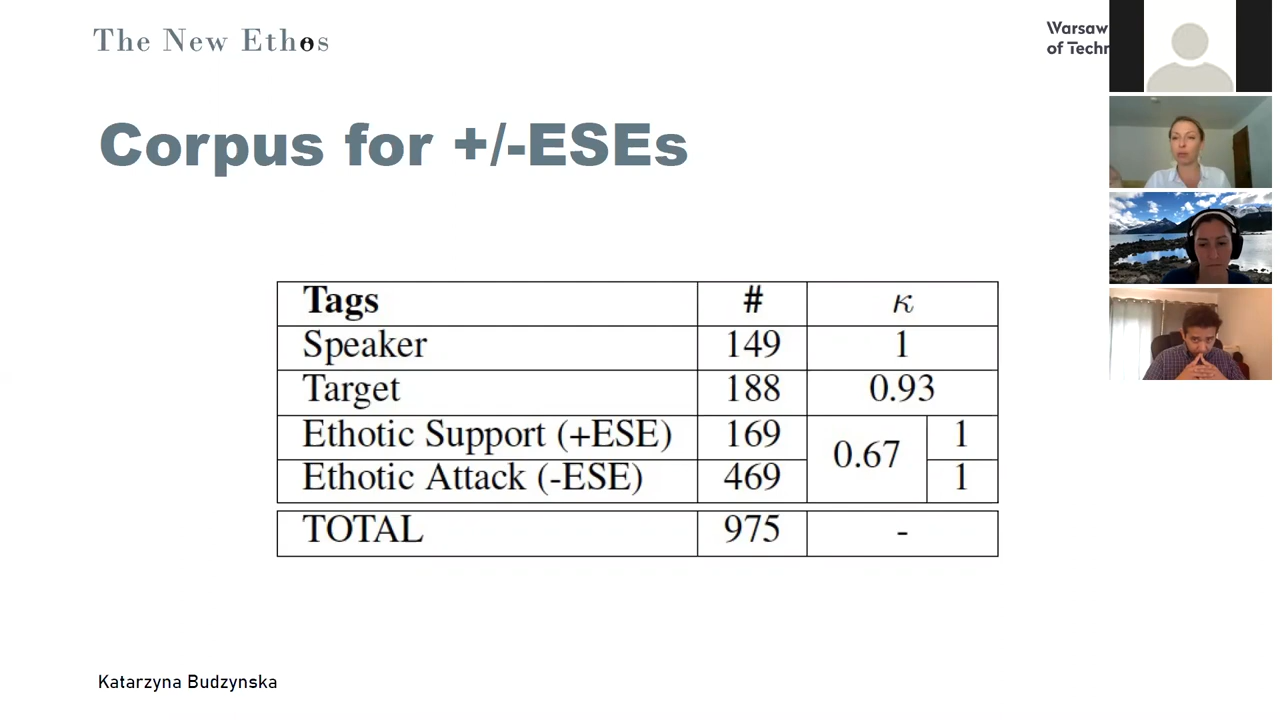 The New Ethos
Warsaw
of Techn
Corpus for +/-ESEs
Tags # κ
Speaker 149 1
Target 188 0.93
Ethotic Support (+ESE) 169 0.67 1
Ethotic Attack (-ESE) 469 1
TOTAL 975 -
Katarzyna Budzynska